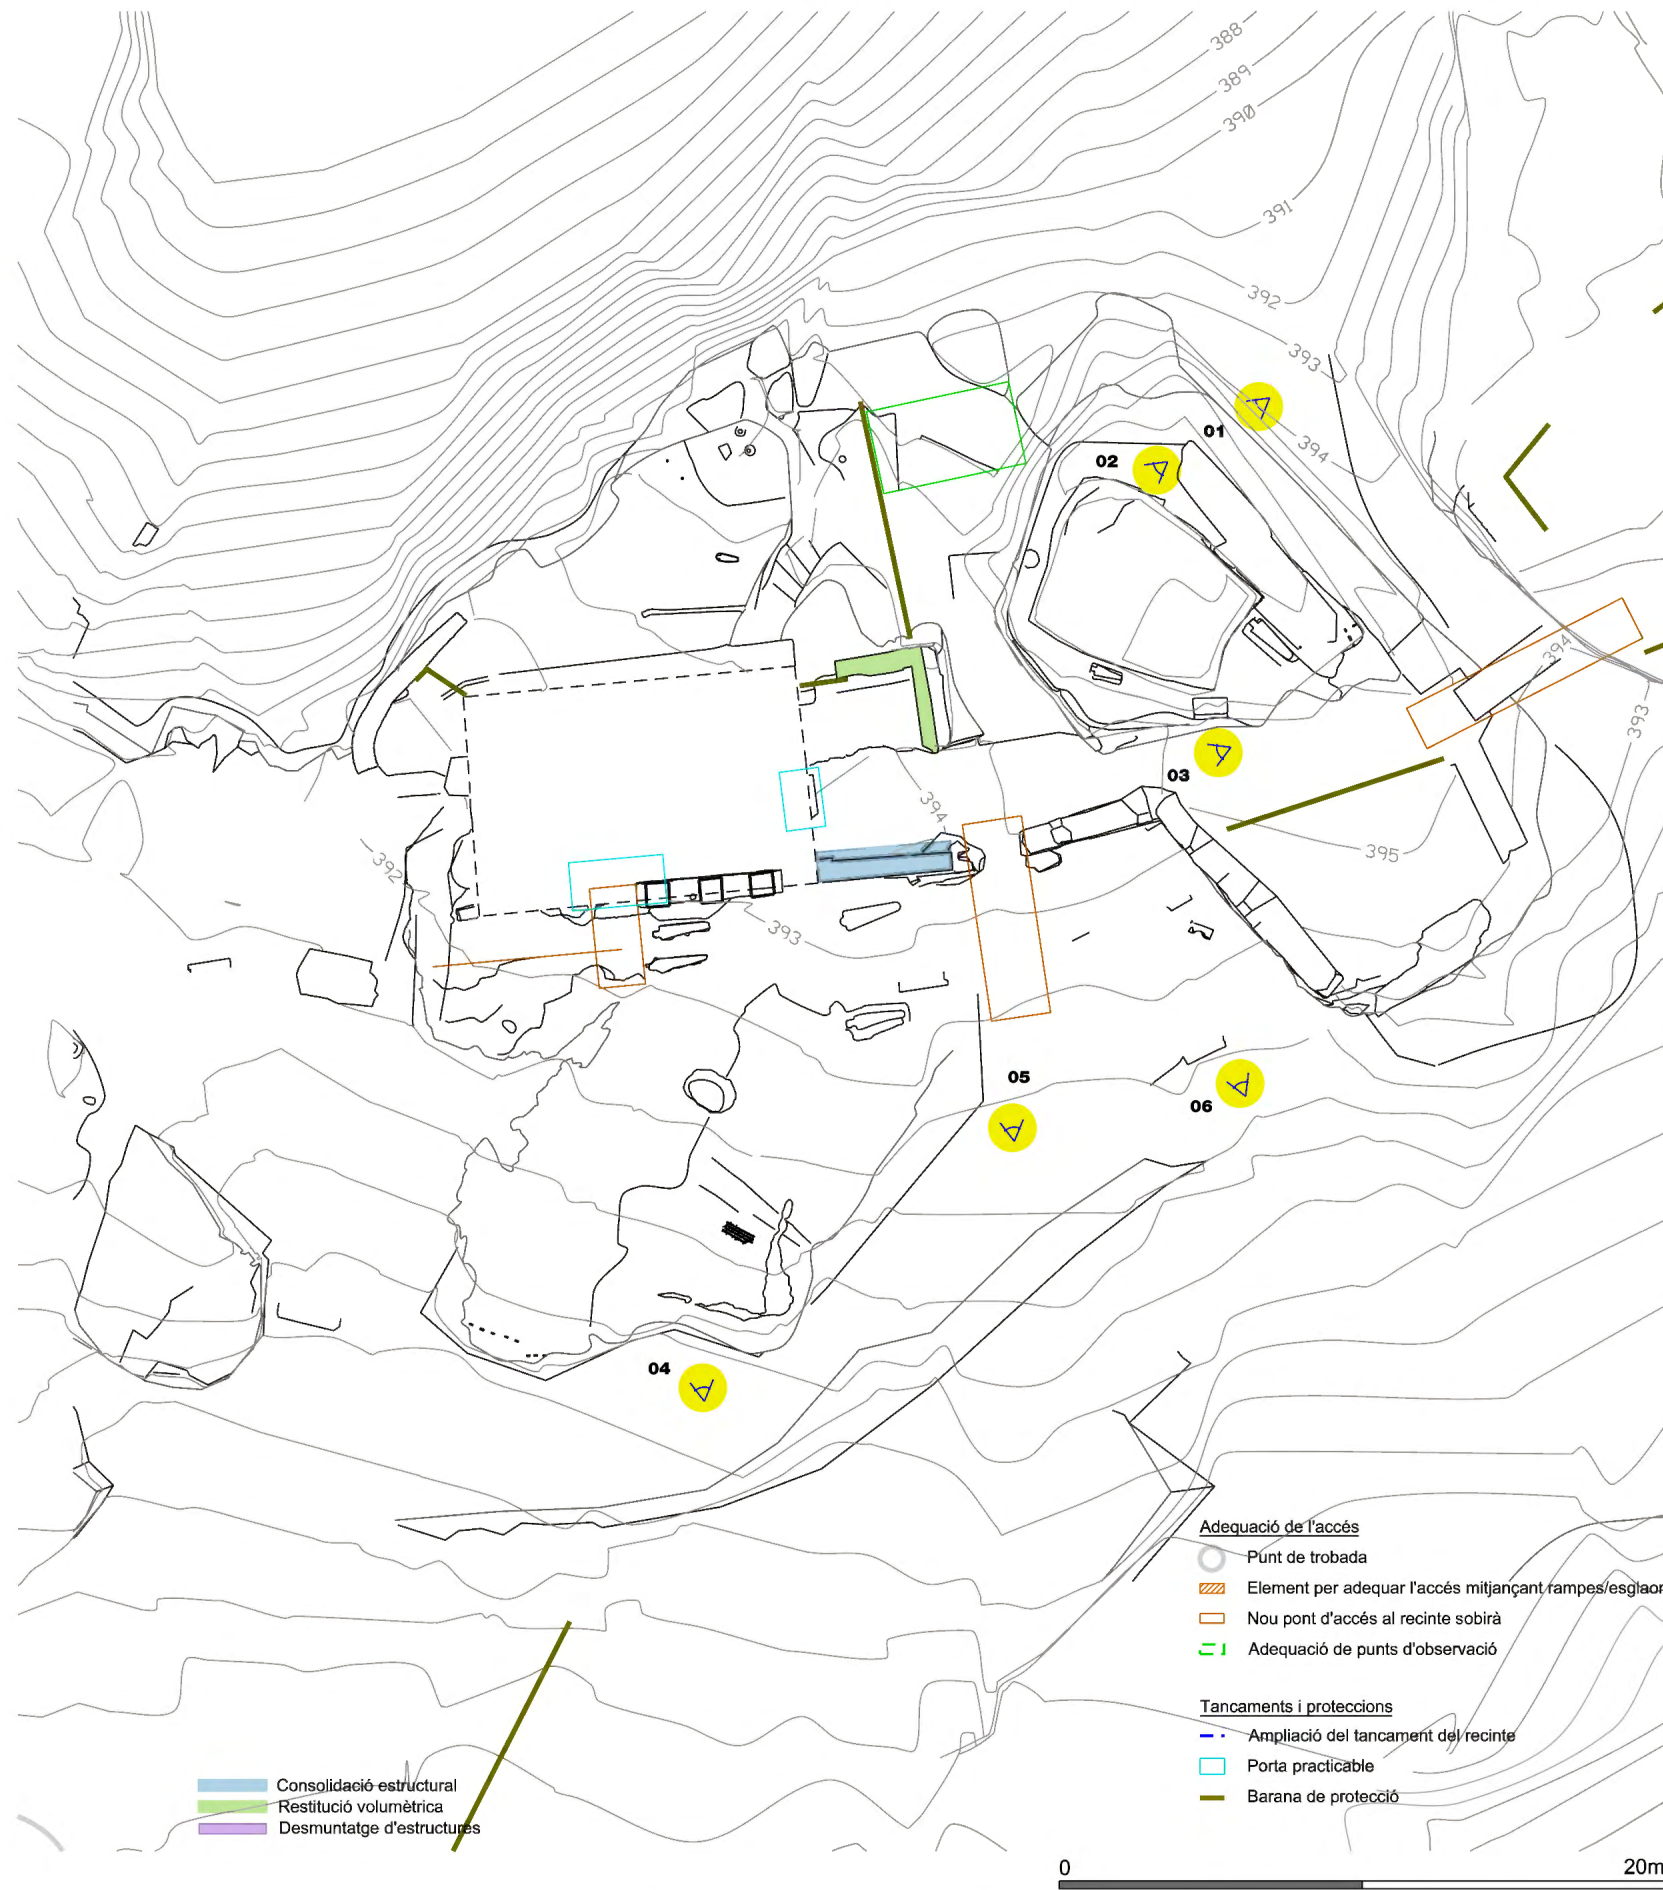 388
389
390
391
392
393
394
01
02
394
393
03
394
395
392
393
05
06
04
Adequació de l'accés
Punt de trobada
Element per adequar l'accés mitjançant rampes/esglaon
Nou pont d'accés al recinte sobirà
Adequació de punts d'observació
Tancaments i proteccions
Ampliació del tancament del recinte
Porta practicable
Barana de protecció
Consolidació estructural
Restitució volumètrica
Desmuntatge d'estructures
0 20m